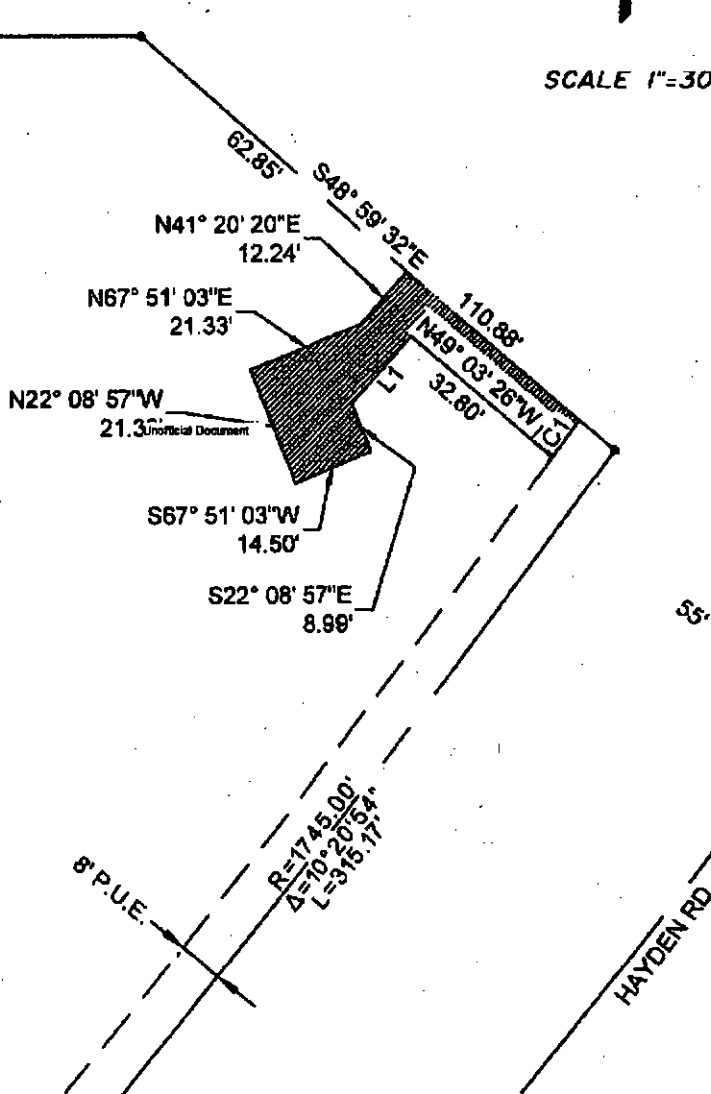 SCALE 1"=30
62.85'
S48° 59' 32"E
N41° 20' 20"E
12.24'
N67° 51' 03"E
21.33'
110.88'
N49° 03' 26"W
32.80'
L1
C1
N22° 08' 57"W
21.3
Unofficial Document
S67° 51' 03"W
14.50'
S22° 08' 57"E
8.99'
55'
R=1745.00'
Δ=10°20'54"
L=315.17'
8' P.U.E.
HAYDEN RD